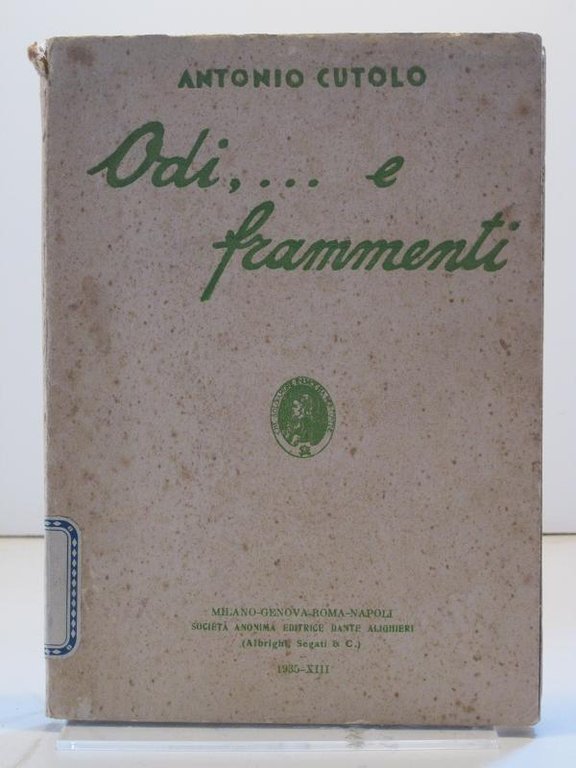 ANTONIO CUTOLO
Odi,... e
frammenti
MILANO-GENOVA-ROMA-NAPOLI
SOCIETÀ ANONIMA EDITRICE DANTE ALIGHIERI
(Albrighi, Segati & C.)
1935-XIII